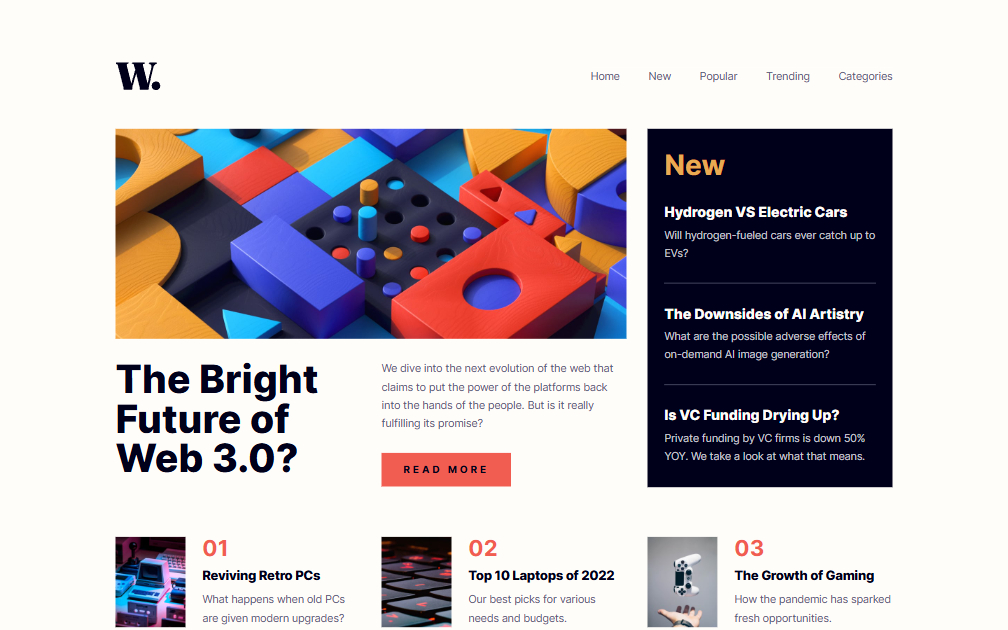 W.
Home New Popular Trending Categories
The Bright
Future of
Web 3.0?
We dive into the next evolution of the web that
claims to put the power of the platforms back
into the hands of the people. But is it really
fulfilling its promise?
READ MORE
New
Hydrogen VS Electric Cars
Will hydrogen-fueled cars ever catch up to
EVs?
The Downsides of AI Artistry
What are the possible adverse effects of
on-demand AI image generation?
Is VC Funding Drying Up?
Private funding by VC firms is down 50%
YOY. We take a look at what that means.
01
Reviving Retro PCs
What happens when old PCs
are given modern upgrades?
02
Top 10 Laptops of 2022
Our best picks for various
needs and budgets.
03
The Growth of Gaming
How the pandemic has sparked
fresh opportunities.